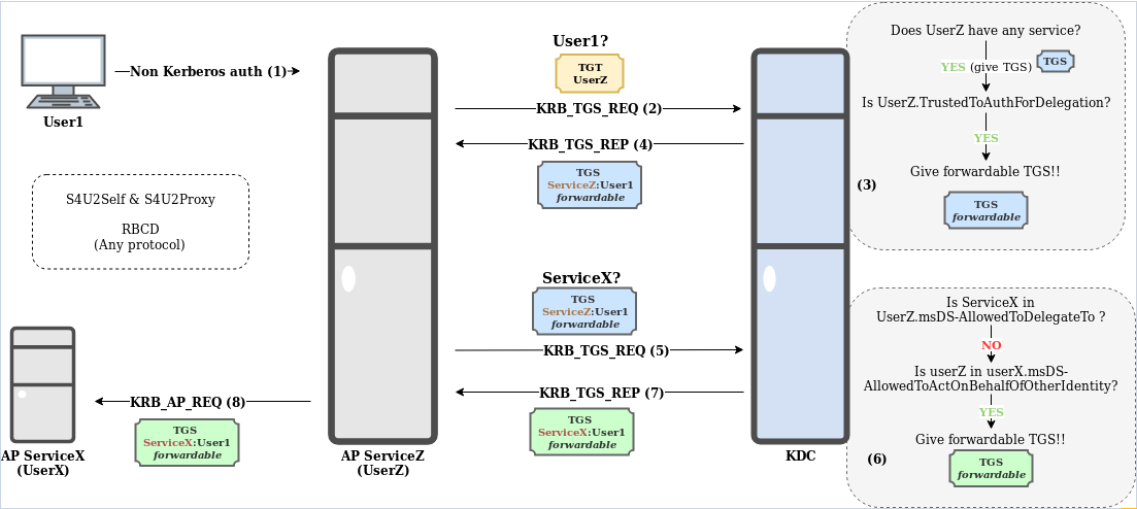 User1?
TGT
UserZ
Non Kerberos auth (1)
User1
KRB_TGS_REQ (2)
KRB_TGS_REP (4)
TGS
ServiceZ:User1
forwardable
Does UserZ have any service?
YES (give TGS)
TGS
Is UserZ.TrustedToAuthForDelegation?
YES
Give forwardable TGS!!
(3)
TGS
forwardable
S4U2Self & S4U2Proxy
RBCD
(Any protocol)
ServiceX?
TGS
ServiceZ:User1
forwardable
KRB_TGS_REQ (5)
KRB_TGS_REP (7)
TGS
ServiceX:User1
forwardable
Is ServiceX in
UserZ.msDS-AllowedToDelegateTo ?
NO
Is userZ in userX.msDS-
AllowedToActOnBehalfOfOtherIdentity?
YES
Give forwardable TGS!!
(6)
TGS
forwardable
KRB_AP_REQ (8)
TGS
ServiceX:User1
forwardable
AP ServiceX
(UserX)
AP ServiceZ
(UserZ)
KDC